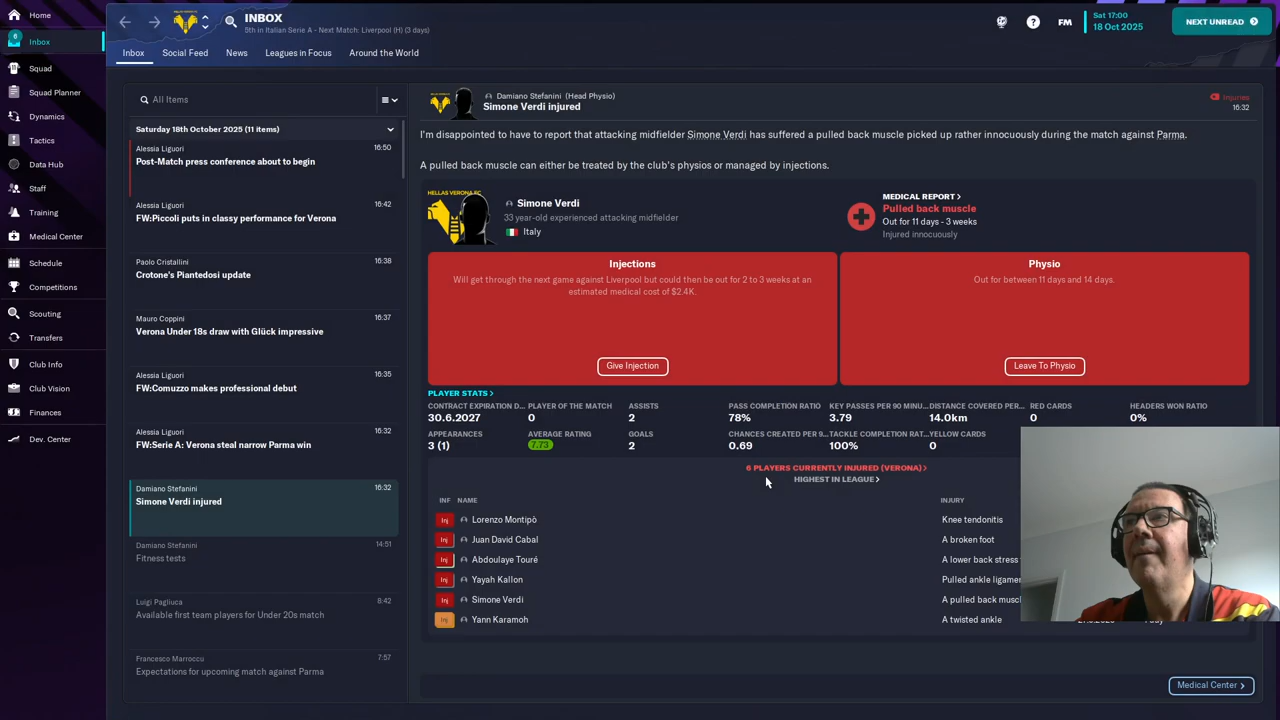 Home
INBOX
5th in Italian Serie A - Next Match: Liverpool (H) (3 days)
FM
Sat 17:00
18 Oct 2025
NEXT UNREAD
6
Inbox
Inbox
Social Feed
News
Leagues in Focus
Around the World
Squad
Squad Planner
Dynamics
Tactics
Data Hub
Staff
Training
Medical Center
Schedule
Competitions
Scouting
Transfers
Club Info
Club Vision
Finances
Dev. Center
All Items
Saturday 18th October 2025 (11 items)
Alessia Liguori 16:50
Post-Match press conference about to begin
Alessia Liguori 16:42
FW:Piccoli puts in classy performance for Verona
Paolo Cristallini 16:38
Crotone's Piantedosi update
Mauro Coppini 16:37
Verona Under 18s draw with Glück impressive
Alessia Liguori 16:35
FW:Comuzzo makes professional debut
Alessia Liguori 16:32
FW:Serie A: Verona steal narrow Parma win
Damiano Stefanini 16:32
Simone Verdi injured
Damiano Stefanini 14:51
Fitness tests
Luigi Pagliuca 8:42
Available first team players for Under 20s match
Francesco Marroccu 7:57
Expectations for upcoming match against Parma
Damiano Stefanini (Head Physio)
Simone Verdi injured
Injuries
16:32
I'm disappointed to have to report that attacking midfielder Simone Verdi has suffered a pulled back muscle picked up rather innocuously during the match against Parma.
A pulled back muscle can either be treated by the club's physios or managed by injections.
HELLAS VERONA FC
Simone Verdi
33 year-old experienced attacking midfielder
Italy
MEDICAL REPORT >
Pulled back muscle
Out for 11 days - 3 weeks
Injured innocuously
Injections
Will get through the next game against Liverpool but could then be out for 2 to 3 weeks at an
estimated medical cost of $2.4K.
Give Injection
Physio
Out for between 11 days and 14 days.
Leave To Physio
PLAYER STATS >
CONTRACT EXPIRATION D... PLAYER OF THE MATCH ASSISTS PASS COMPLETION RATIO KEY PASSES PER 90 MINU... DISTANCE COVERED PER... RED CARDS HEADERS WON RATIO
30.6.2027 0 2 78% 3.79 14.0km 0 0%
APPEARANCES AVERAGE RATING GOALS CHANCES CREATED PER 9... TACKLE COMPLETION RAT... YELLOW CARDS
3 (1) 7.73 2 0.69 100% 0
6 PLAYERS CURRENTLY INJURED (VERONA) >
HIGHEST IN LEAGUE >
INF NAME INJURY
Inj Lorenzo Montipò Knee tendonitis
Inj Juan David Cabal A broken foot
Inj Abdoulaye Touré A lower back stress
Inj Yayah Kallon Pulled ankle ligamen
Inj Simone Verdi A pulled back muscl
Inj Yann Karamoh A twisted ankle
Medical Center >